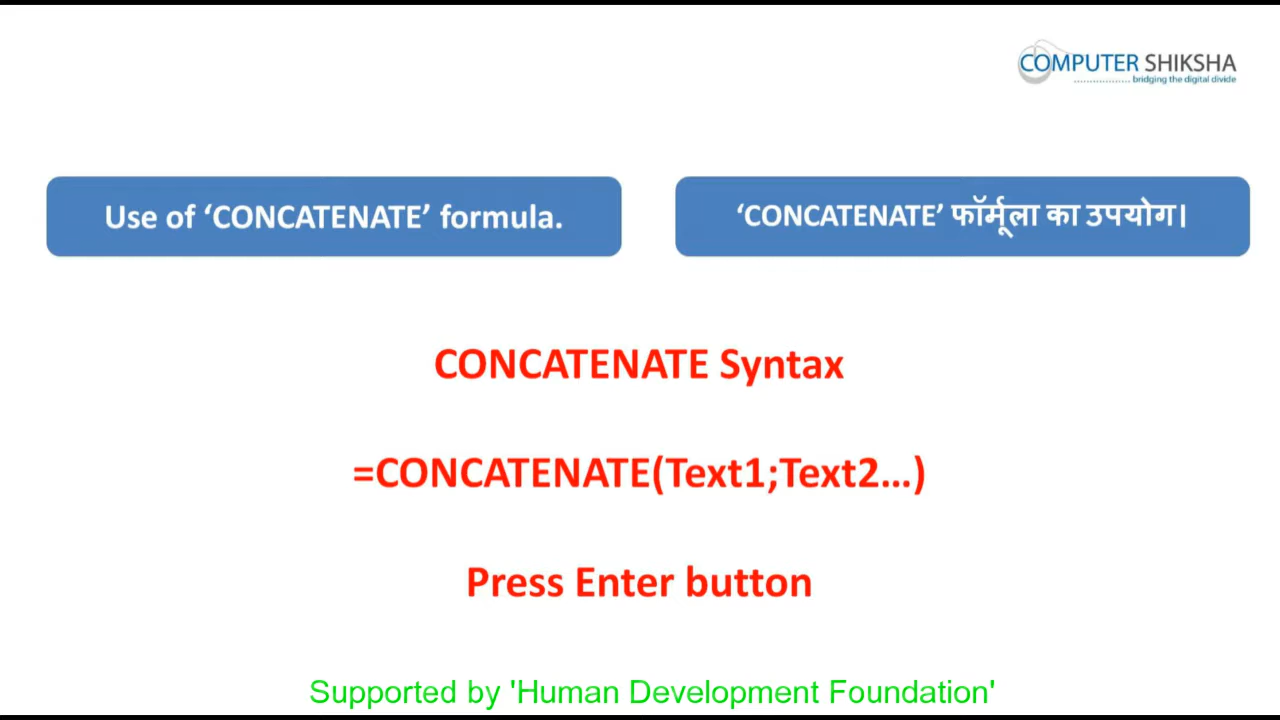 COMPUTER SHIKSHA
bridging the digital divide
Use of ‘CONCATENATE’ formula.
‘CONCATENATE’ फॉर्मूला का उपयोग।
CONCATENATE Syntax
=CONCATENATE(Text1;Text2...)
Press Enter button
Supported by 'Human Development Foundation'